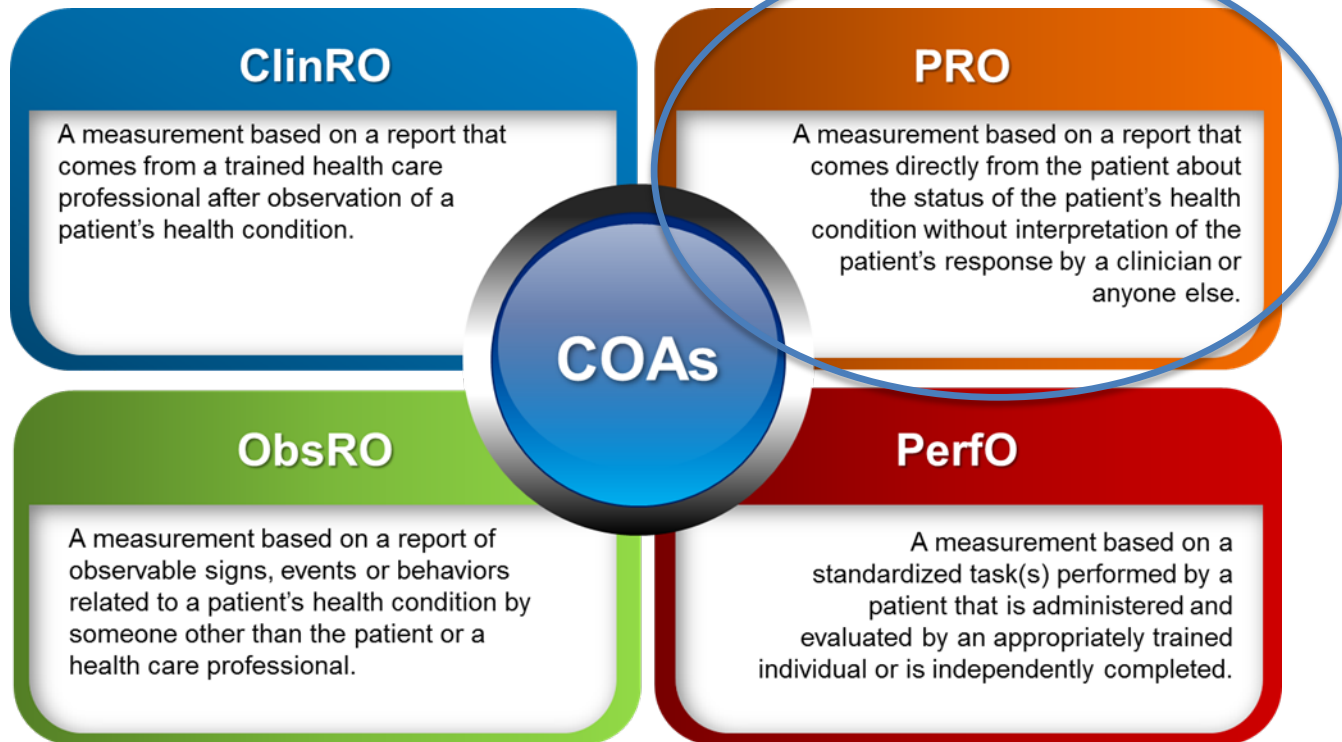 ClinRO
A measurement based on a report that
comes from a trained health care
professional after observation of a
patient's health condition.
PRO
A measurement based on a report that
comes directly from the patient about
the status of the patient's health
condition without interpretation of the
patient's response by a clinician or
anyone else.
COAs
ObsRO
A measurement based on a report of
observable signs, events or behaviors
related to a patient's health condition by
someone other than the patient or a
health care professional.
PerfO
A measurement based on a
standardized task(s) performed by a
patient that is administered and
evaluated by an appropriately trained
individual or is independently completed.